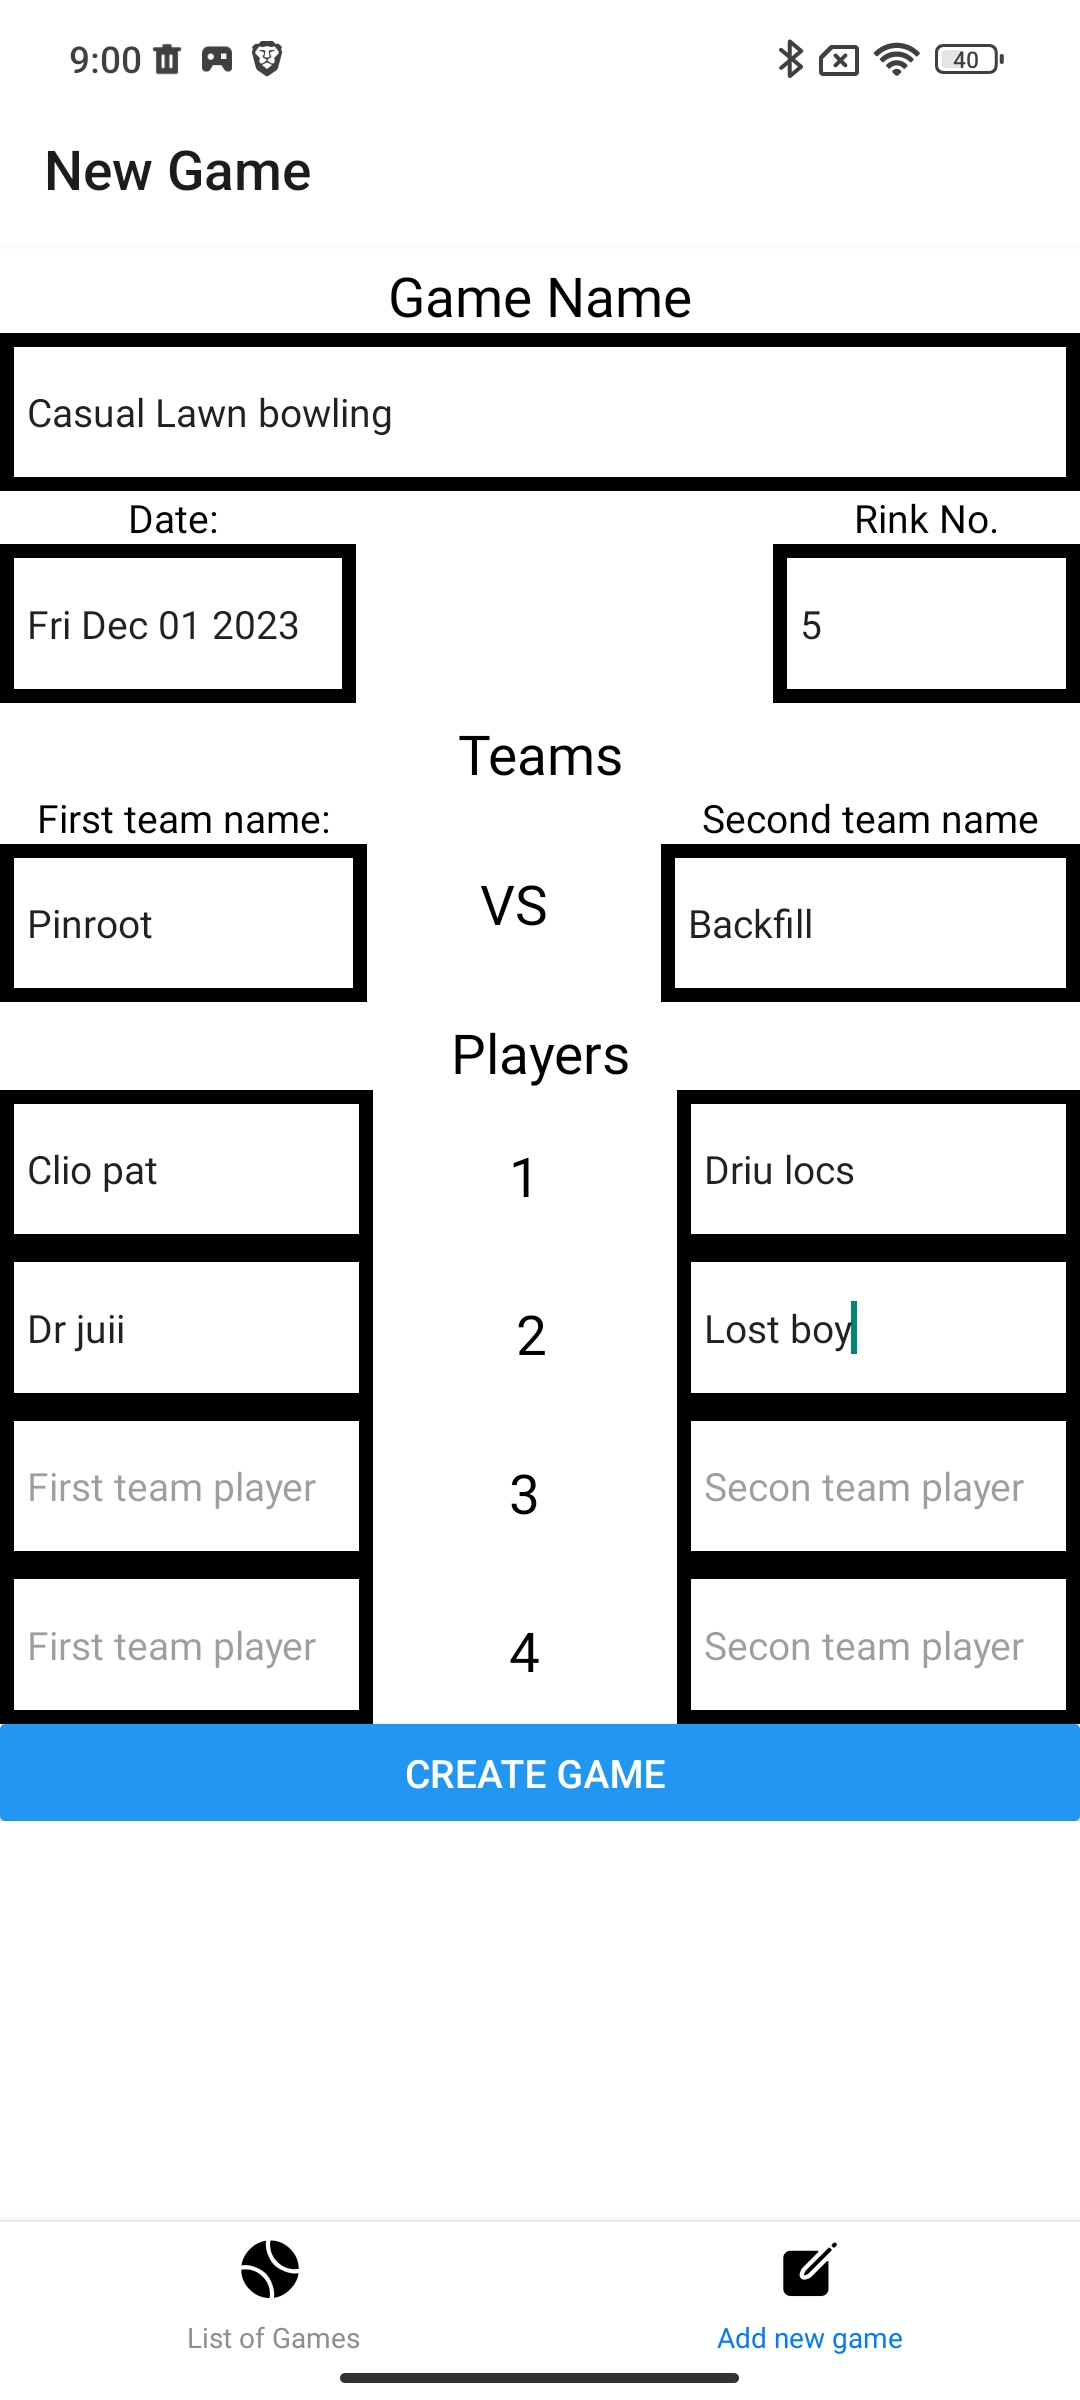 9:00
40
New Game
Game Name
Casual Lawn bowling
Date:
Rink No.
Fri Dec 01 2023
5
Teams
First team name:
Second team name
Pinroot
VS
Backfill
Players
Clio pat
1
Driu locs
Dr juii
2
Lost boy
First team player
3
Secon team player
First team player
4
Secon team player
CREATE GAME
List of Games
Add new game